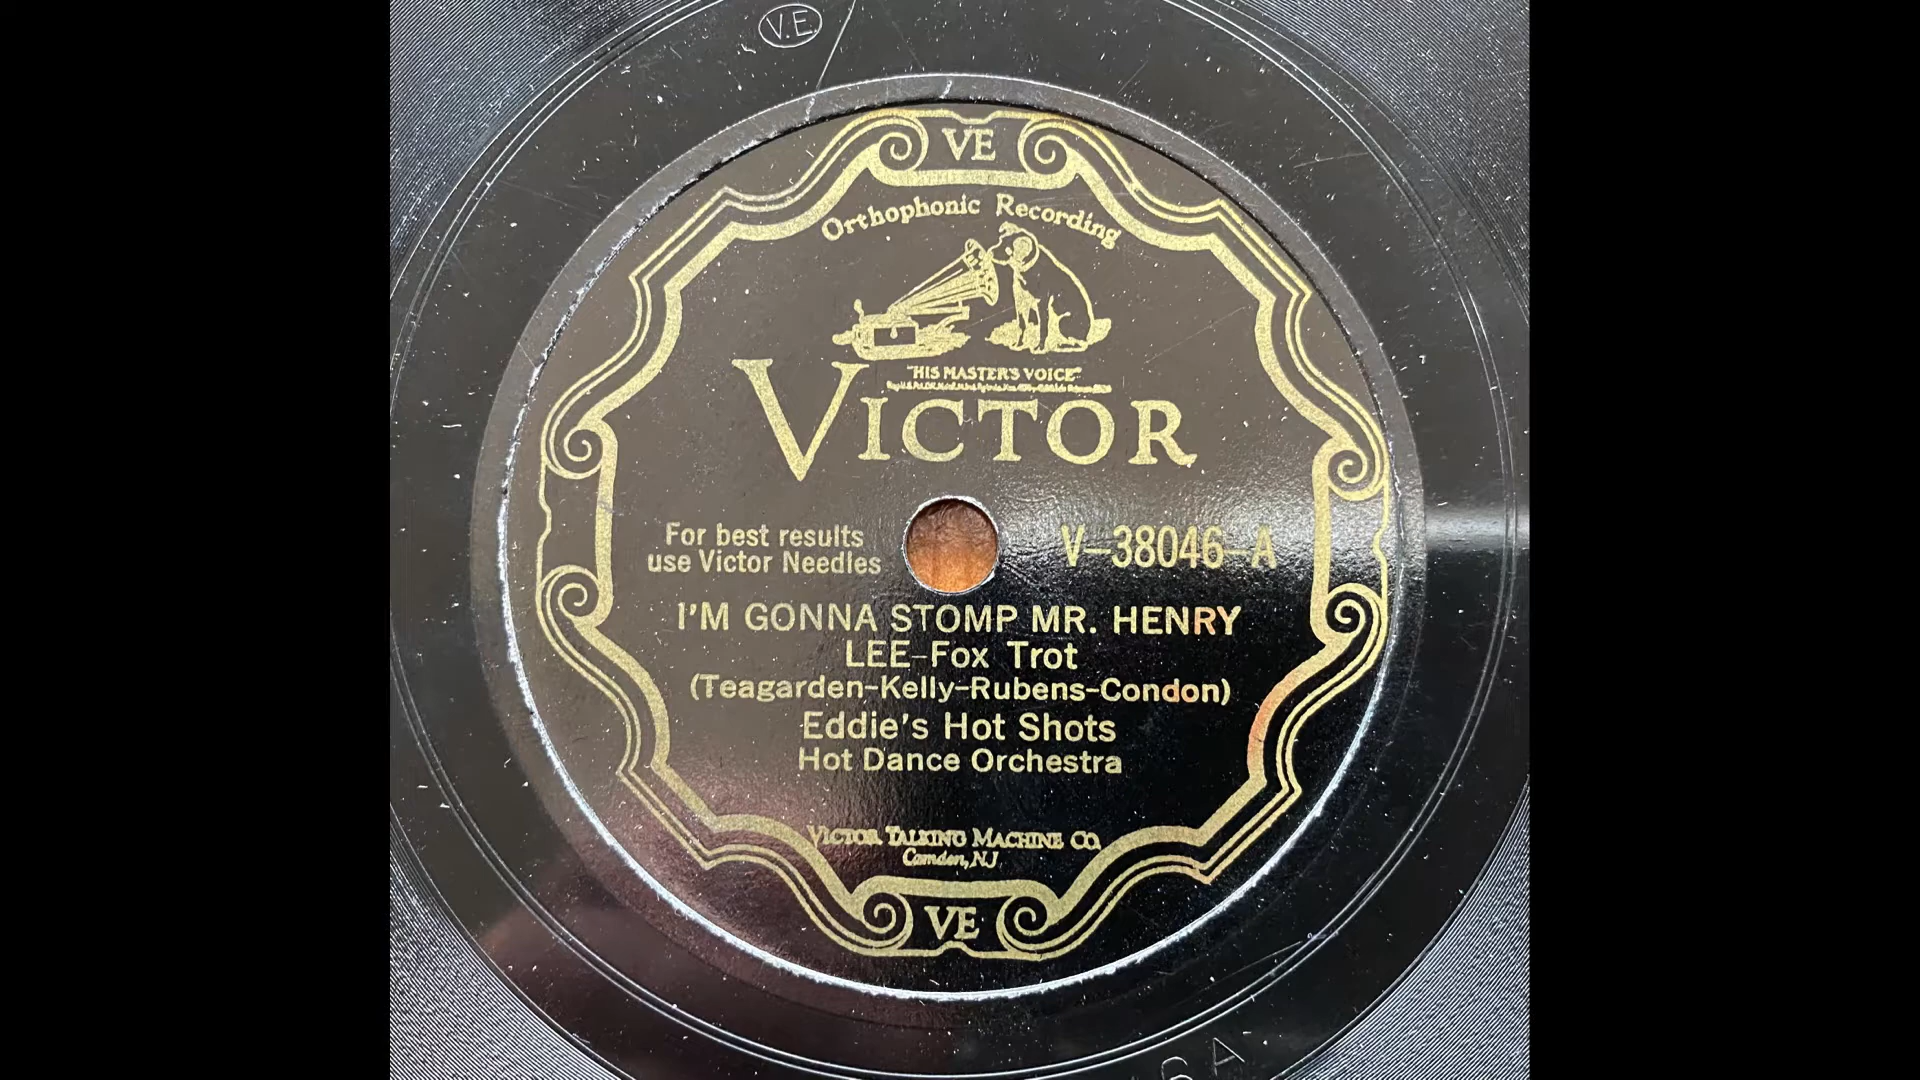 V.E.
VE
Orthophonic Recording
"HIS MASTER'S VOICE"
VICTOR
For best results
use Victor Needles
V-38046-A
I'M GONNA STOMP MR. HENRY
LEE-Fox Trot
(Teagarden-Kelly-Rubens-Condon)
Eddie's Hot Shots
Hot Dance Orchestra
VICTOR TALKING MACHINE CO.
Camden, NJ
VE